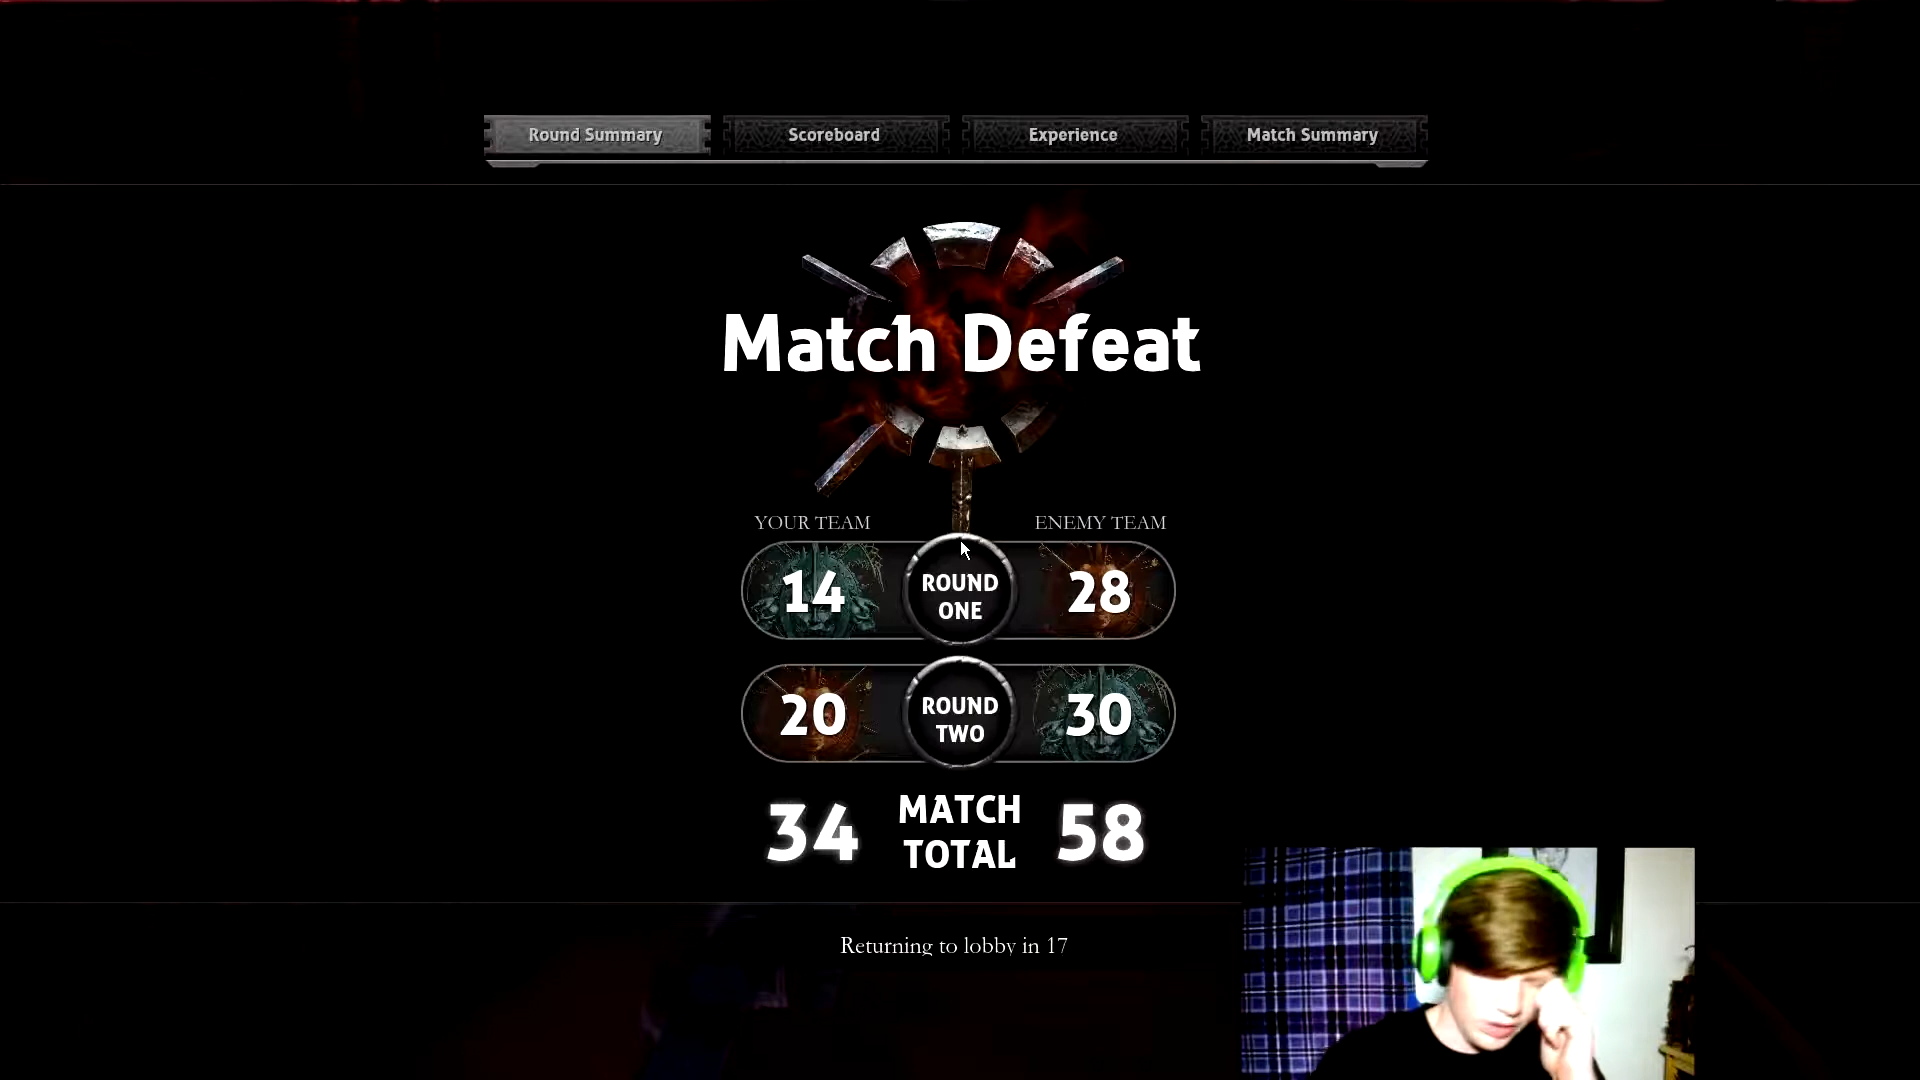 Round Summary
Scoreboard
Experience
Match Summary
Match Defeat
YOUR TEAM
ENEMY TEAM
14
ROUND
ONE
28
20
ROUND
TWO
30
34
MATCH
TOTAL
58
Returning to lobby in 17